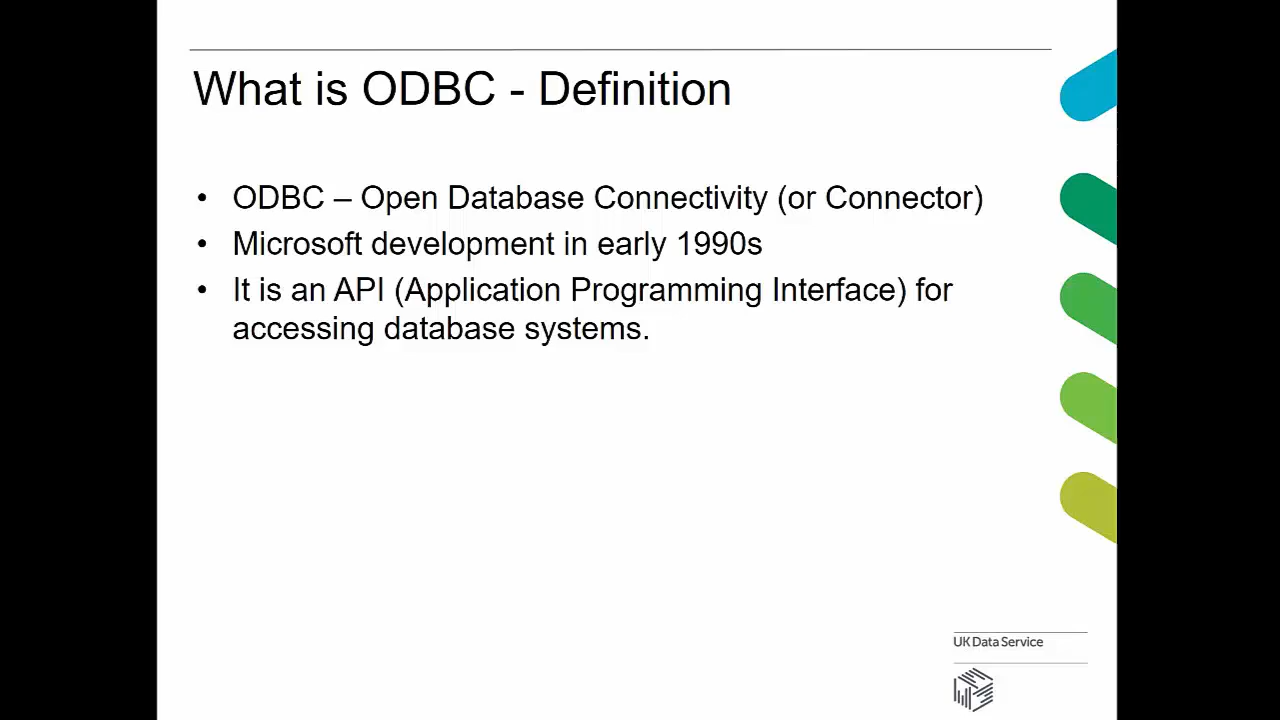 What is ODBC - Definition
• ODBC – Open Database Connectivity (or Connector)
• Microsoft development in early 1990s
• It is an API (Application Programming Interface) for
accessing database systems.
UK Data Service